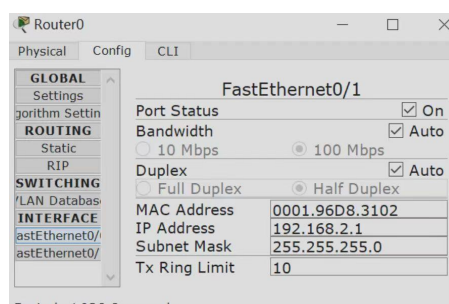 Router0
Physical Config CLI
GLOBAL
Settings
gorithm Settin
ROUTING
Static
RIP
SWITCHING
VLAN Databas
INTERFACE
astEthernet0/
astEthernet0/
FastEthernet0/1
Port Status On
Bandwidth Auto
10 Mbps 100 Mbps
Duplex Auto
Full Duplex Half Duplex
MAC Address 0001.96D8.3102
IP Address 192.168.2.1
Subnet Mask 255.255.255.0
Tx Ring Limit 10